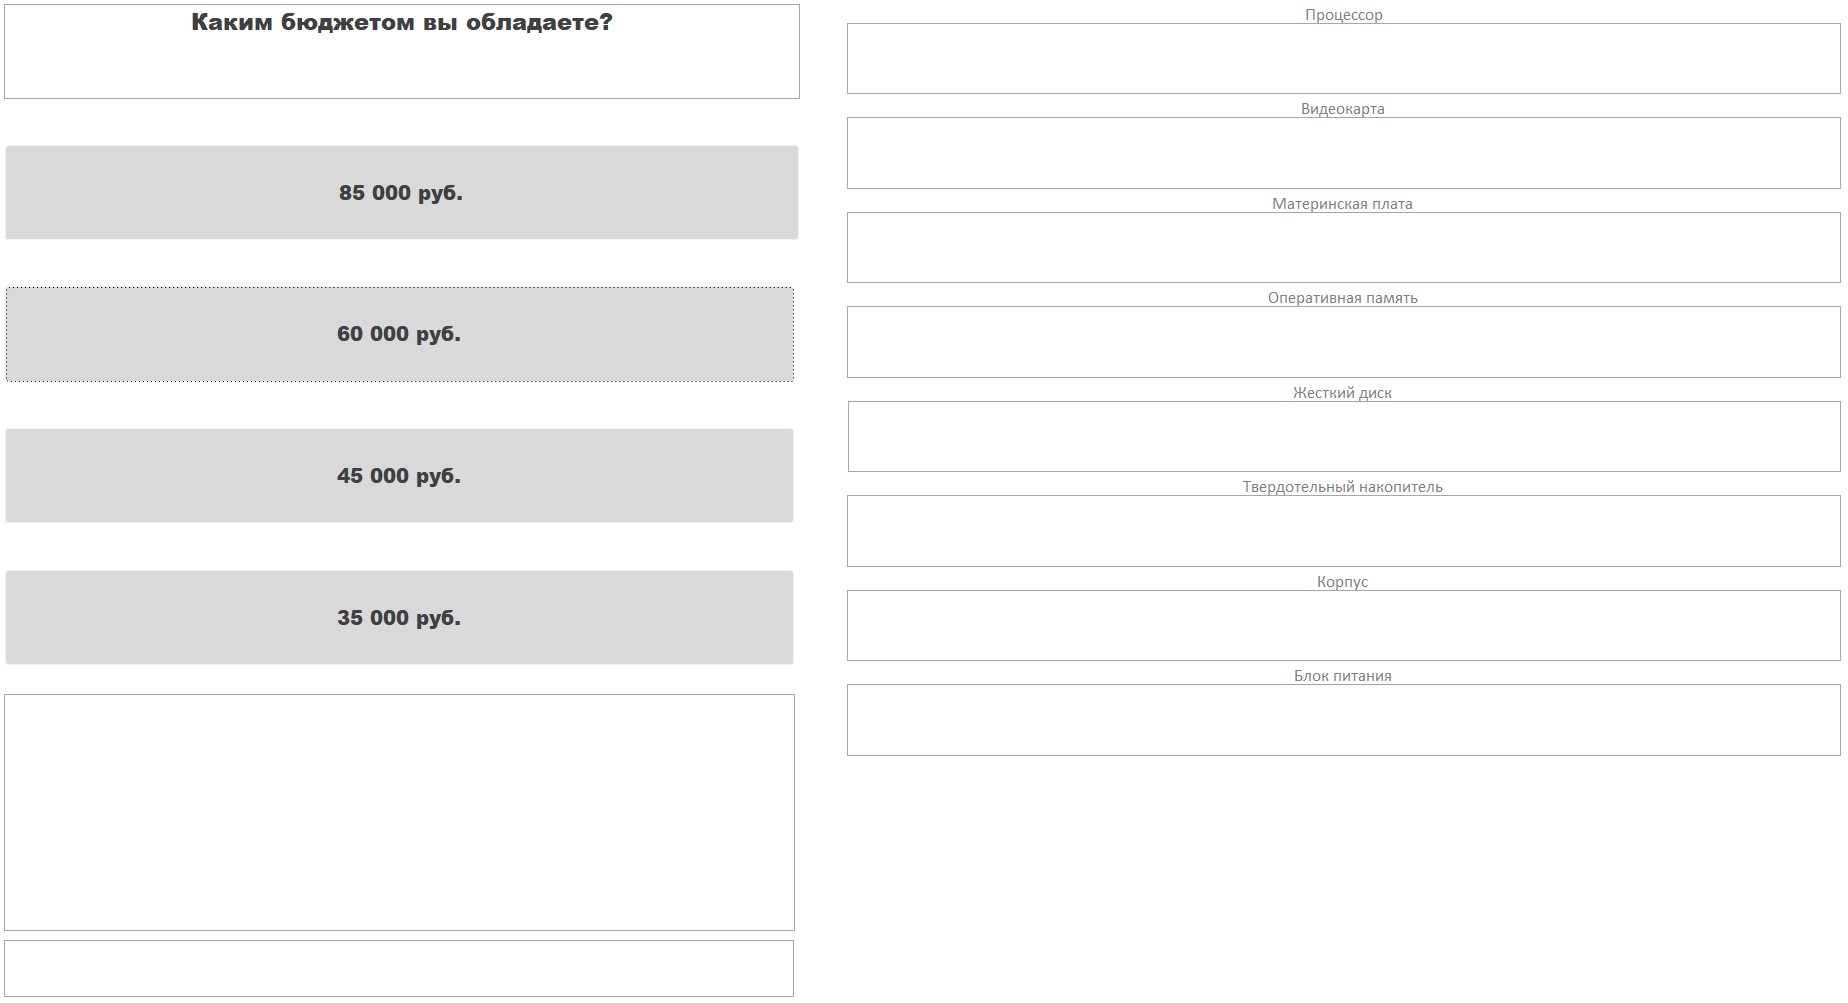 Каким бюджетом вы обладаете?
85 000 руб.
60 000 руб.
45 000 руб.
35 000 руб.
Процессор
Видеокарта
Материнская плата
Оперативная память
Жесткий диск
Твердотельный накопитель
Корпус
Блок питания